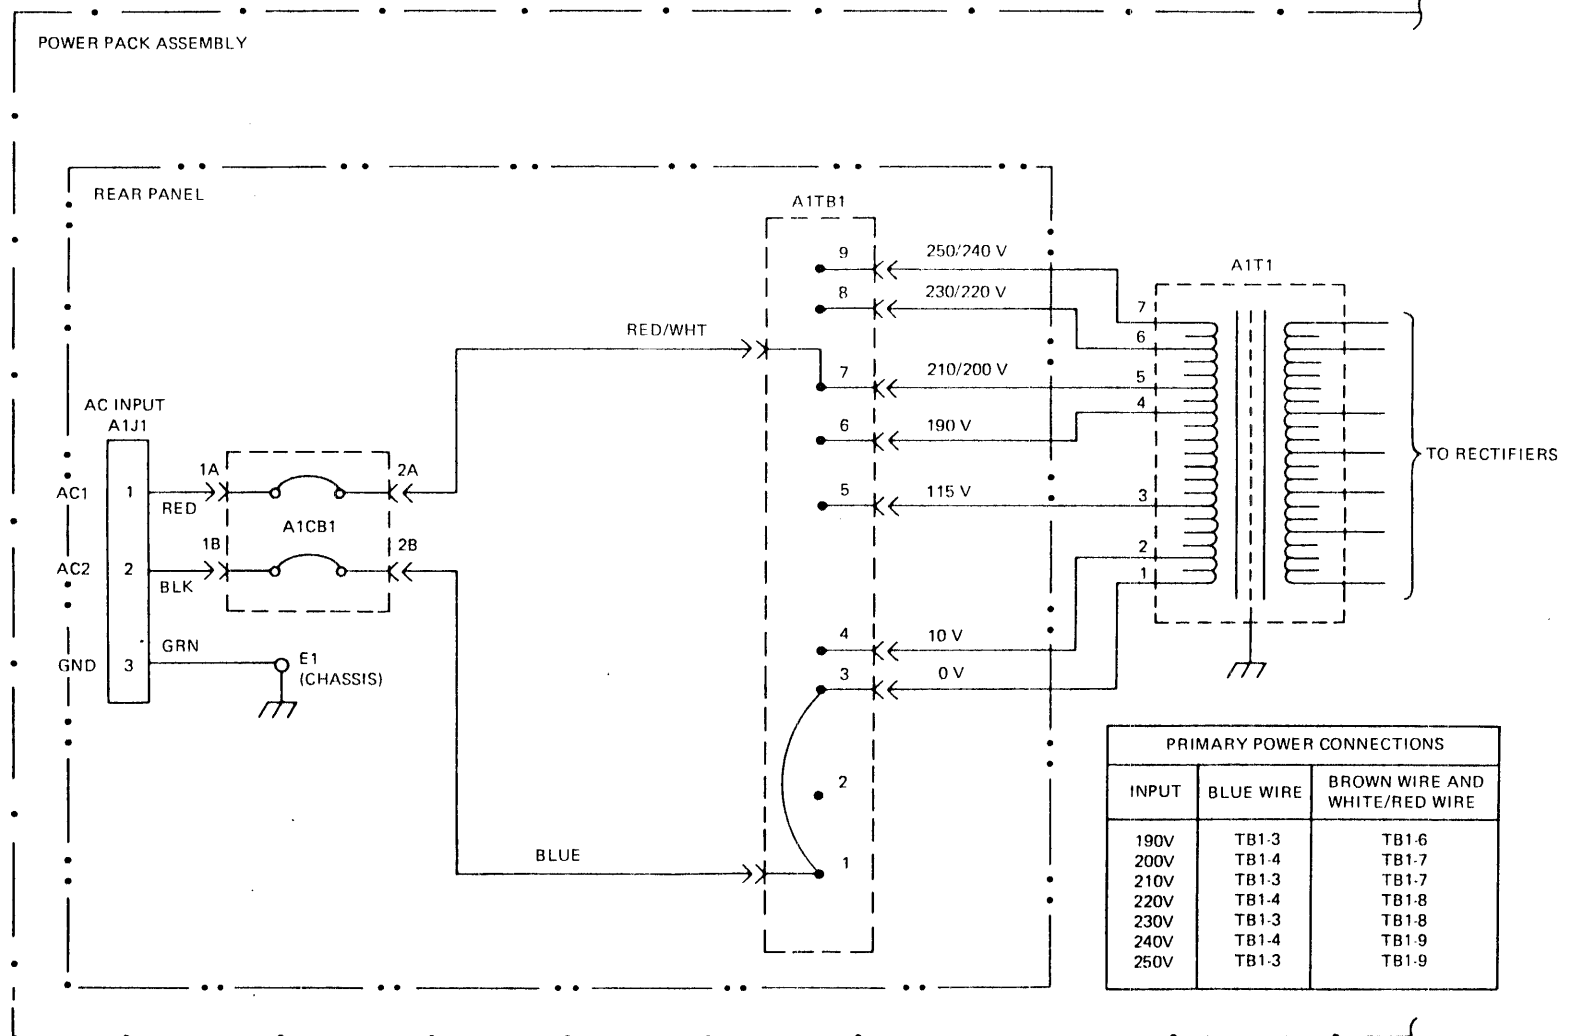 POWER PACK ASSEMBLY
REAR PANEL
A1TB1
9
250/240 V
8
230/220 V
A1T1
7
6
RED/WHT
7
210/200 V
5
4
6
190 V
AC INPUT
A1J1
TO RECTIFIERS
1A
2A
AC1
1
RED
5
115 V
3
A1CB1
1B
2B
2
AC2
2
BLK
1
4
10 V
GRN
GND
3
E1
(CHASSIS)
3
0 V
2
BLUE
1
PRIMARY POWER CONNECTIONS
INPUT BLUE WIRE BROWN WIRE AND
WHITE/RED WIRE
190V TB1-3 TB1-6
200V TB1-4 TB1-7
210V TB1-3 TB1-7
220V TB1-4 TB1-8
230V TB1-3 TB1-8
240V TB1-4 TB1-9
250V TB1-3 TB1-9